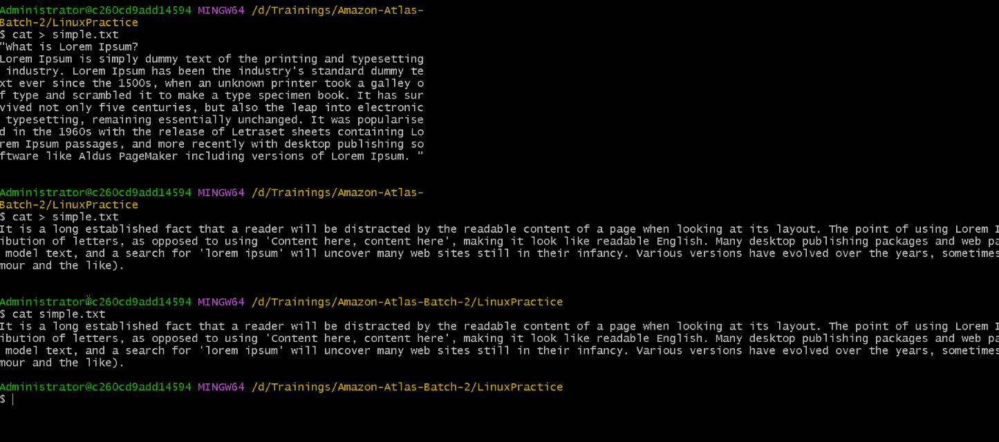 Administrator@c260cd9add14594 MINGW64 /d/Trainings/Amazon-Atlas-
Batch-2/LinuxPractice
$ cat > simple.txt
"What is Lorem Ipsum?
Lorem Ipsum is simply dummy text of the printing and typesetting
 industry. Lorem Ipsum has been the industry's standard dummy te
xt ever since the 1500s, when an unknown printer took a galley o
f type and scrambled it to make a type specimen book. It has sur
vived not only five centuries, but also the leap into electronic
 typesetting, remaining essentially unchanged. It was popularise
d in the 1960s with the release of Letraset sheets containing Lo
rem Ipsum passages, and more recently with desktop publishing so
ftware like Aldus PageMaker including versions of Lorem Ipsum. "
Administrator@c260cd9add14594 MINGW64 /d/Trainings/Amazon-Atlas-
Batch-2/LinuxPractice
$ cat > simple.txt
It is a long established fact that a reader will be distracted by the readable content of a page when looking at its layout. The point of using Lorem I
ibution of letters, as opposed to using 'Content here, content here', making it look like readable English. Many desktop publishing packages and web pa
 model text, and a search for 'lorem ipsum' will uncover many web sites still in their infancy. Various versions have evolved over the years, sometimes
mour and the like).
Administrator@c260cd9add14594 MINGW64 /d/Trainings/Amazon-Atlas-Batch-2/LinuxPractice
$ cat simple.txt
It is a long established fact that a reader will be distracted by the readable content of a page when looking at its layout. The point of using Lorem I
ibution of letters, as opposed to using 'Content here, content here', making it look like readable English. Many desktop publishing packages and web pa
 model text, and a search for 'lorem ipsum' will uncover many web sites still in their infancy. Various versions have evolved over the years, sometimes
mour and the like).
Administrator@c260cd9add14594 MINGW64 /d/Trainings/Amazon-Atlas-Batch-2/LinuxPractice
$